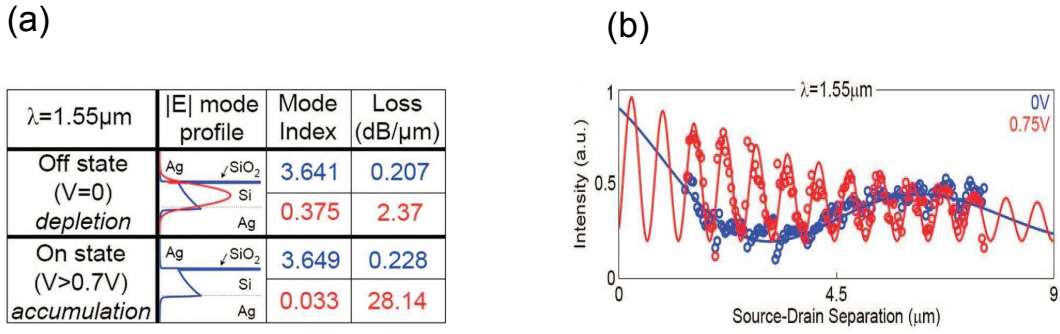 (a)
(b)
λ=1.55μm
|E| mode
profile
Mode
Index
Loss
(dB/μm)
Off state
(V=0)
depletion
Ag
SiO2
Si
Ag
3.641
0.207
0.375
2.37
On state
(V>0.7V)
accumulation
Ag
SiO2
Si
Ag
3.649
0.228
0.033
28.14
λ=1.55μm
0V
0.75V
Intensity (a.u.)
1
0.5
0
0
4.5
9
Source-Drain Separation (μm)